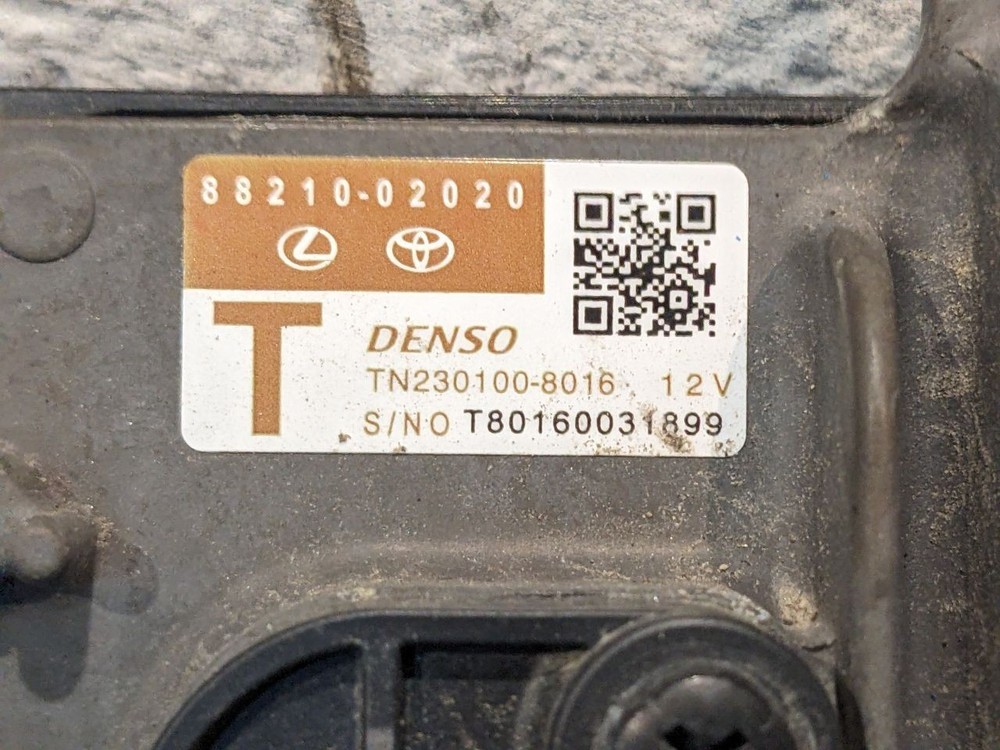 88210-02020
T
DENSO
TN230100-8016 12V
S/NO T80160031899